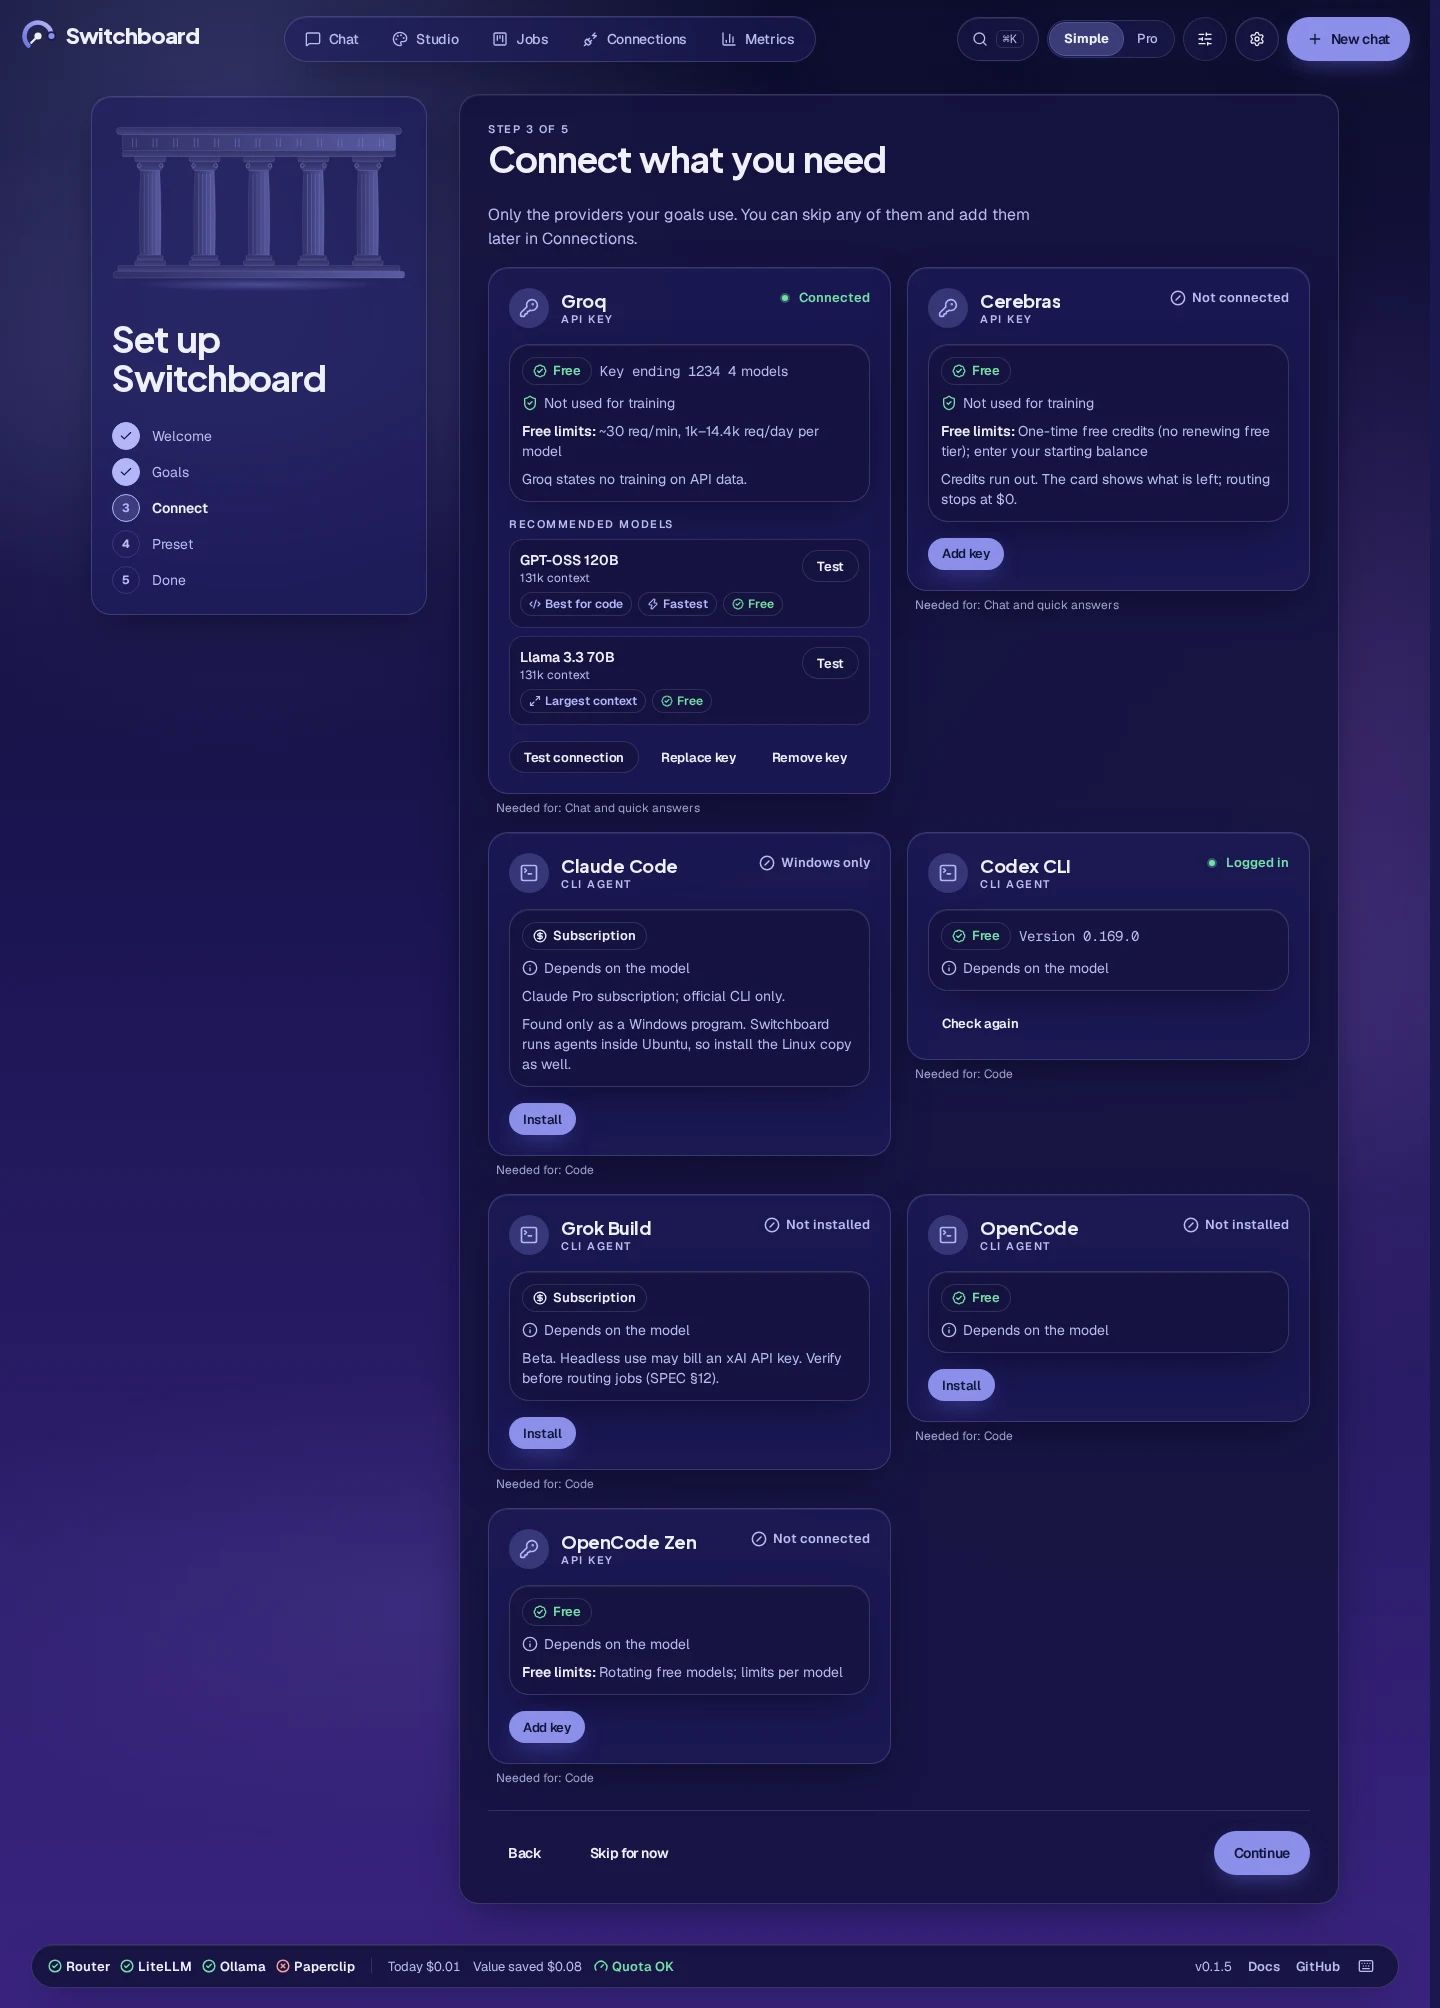 Switchboard
Chat
Studio
Jobs
Connections
Metrics
⌘K
Simple
Pro
New chat
Set up
Switchboard
Welcome
Goals
3 Connect
4 Preset
5 Done
STEP 3 OF 5
Connect what you need
Only the providers your goals use. You can skip any of them and add them
later in Connections.
Groq
API KEY
Connected
Free Key ending 1234 4 models
Not used for training
Free limits: ~30 req/min, 1k–14.4k req/day per
model
Groq states no training on API data.
RECOMMENDED MODELS
GPT-OSS 120B
131k context
Test
Best for code Fastest Free
Llama 3.3 70B
131k context
Test
Largest context Free
Test connection Replace key Remove key
Needed for: Chat and quick answers
Cerebras
API KEY
Not connected
Free
Not used for training
Free limits: One-time free credits (no renewing free
tier); enter your starting balance
Credits run out. The card shows what is left; routing
stops at $0.
Add key
Needed for: Chat and quick answers
Claude Code
CLI AGENT
Windows only
Subscription
Depends on the model
Claude Pro subscription; official CLI only.
Found only as a Windows program. Switchboard
runs agents inside Ubuntu, so install the Linux copy
as well.
Install
Needed for: Code
Codex CLI
CLI AGENT
Logged in
Free Version 0.169.0
Depends on the model
Check again
Needed for: Code
Grok Build
CLI AGENT
Not installed
Subscription
Depends on the model
Beta. Headless use may bill an xAI API key. Verify
before routing jobs (SPEC §12).
Install
Needed for: Code
OpenCode
CLI AGENT
Not installed
Free
Depends on the model
Install
Needed for: Code
OpenCode Zen
API KEY
Not connected
Free
Depends on the model
Free limits: Rotating free models; limits per model
Add key
Needed for: Code
Back Skip for now Continue
Router LiteLLM Ollama Paperclip Today $0.01 Value saved $0.08 Quota OK v0.1.5 Docs GitHub